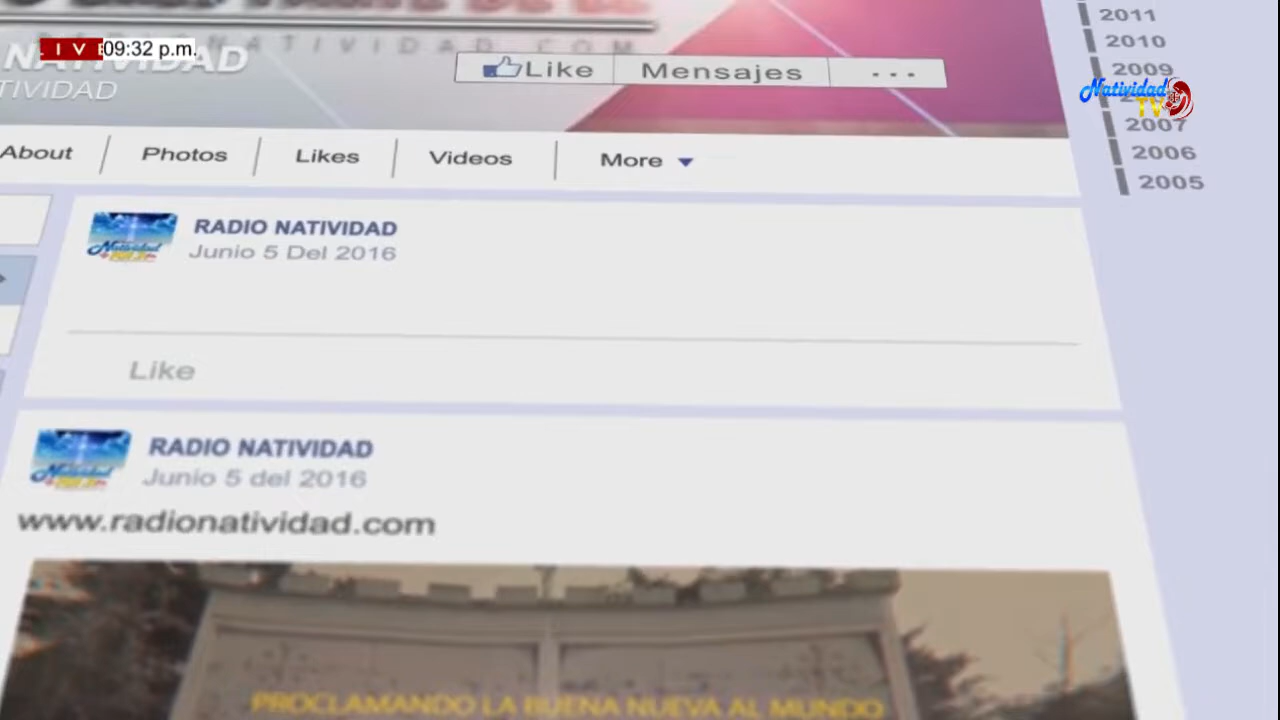 LIVE 09:32 p.m.
NATIVIDAD
TIVIDAD
Like Mensajes ...
2011
2010
2009
2007
2006
2005
Natividad
TV
About Photos Likes Videos More
RADIO NATIVIDAD
Junio 5 Del 2016
Like
RADIO NATIVIDAD
Junio 5 del 2016
www.radionatividad.com
PROCLAMANDO LA BUENA NUEVA AL MUNDO